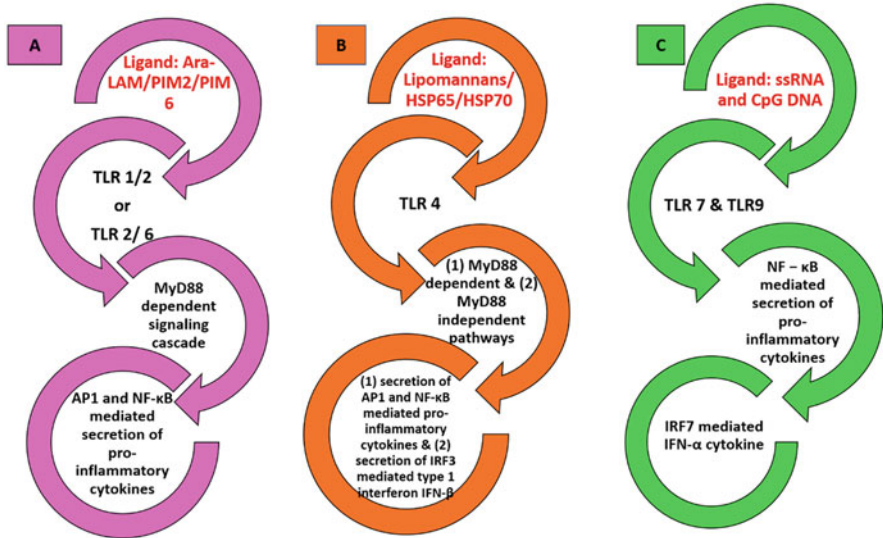 A
Ligand: Ara-
LAM/PIM2/PIM
6
TLR 1/2
or
TLR 2/ 6
MyD88
dependent
signaling
cascade
AP1 and NF-κB
mediated
secretion of
pro-
inflammatory
cytokines
B
Ligand:
Lipomannans/
HSP65/HSP70
TLR 4
(1) MyD88
dependent & (2)
MyD88
independent
pathways
(1) secretion of
AP1 and NF-κB
mediated pro-
inflammatory
cytokines & (2)
secretion of IRF3
mediated type 1
interferon IFN-β
C
Ligand: ssRNA
and CpG DNA
TLR 7 & TLR9
NF – κB
mediated
secretion of
pro-
inflammatory
cytokines
IRF7 mediated
IFN-α cytokine